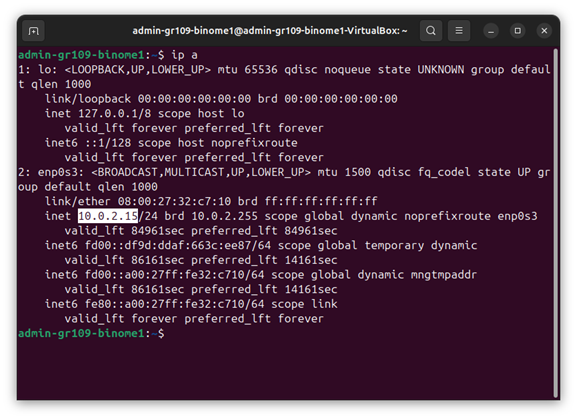 admin-gr109-binome1@admin-gr109-binome1-VirtualBox: ~
admin-gr109-binome1:~$ ip a
1: lo: <LOOPBACK,UP,LOWER_UP> mtu 65536 qdisc noqueue state UNKNOWN group defaul
t qlen 1000
    link/loopback 00:00:00:00:00:00 brd 00:00:00:00:00:00
    inet 127.0.0.1/8 scope host lo
       valid_lft forever preferred_lft forever
    inet6 ::1/128 scope host noprefixroute
       valid_lft forever preferred_lft forever
2: enp0s3: <BROADCAST,MULTICAST,UP,LOWER_UP> mtu 1500 qdisc fq_codel state UP gr
oup default qlen 1000
    link/ether 08:00:27:32:c7:10 brd ff:ff:ff:ff:ff:ff
    inet 10.0.2.15/24 brd 10.0.2.255 scope global dynamic noprefixroute enp0s3
       valid_lft 84961sec preferred_lft 84961sec
    inet6 fd00::df9d:ddaf:663c:ee87/64 scope global temporary dynamic
       valid_lft 86161sec preferred_lft 14161sec
    inet6 fd00::a00:27ff:fe32:c710/64 scope global dynamic mngtmpaddr
       valid_lft 86161sec preferred_lft 14161sec
    inet6 fe80::a00:27ff:fe32:c710/64 scope link
       valid_lft forever preferred_lft forever
admin-gr109-binome1:~$